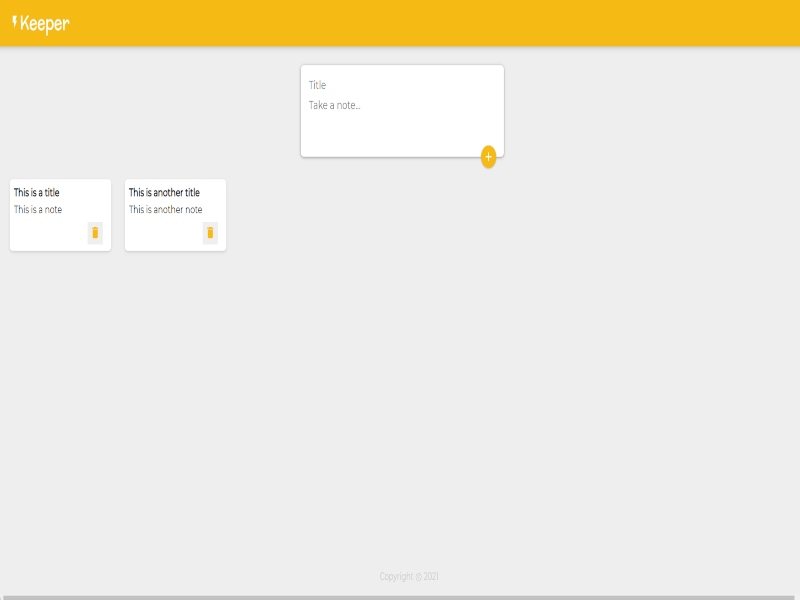 Keeper
Title
Take a note...
This is a title
This is a note
This is another title
This is another note
Copyright © 2021